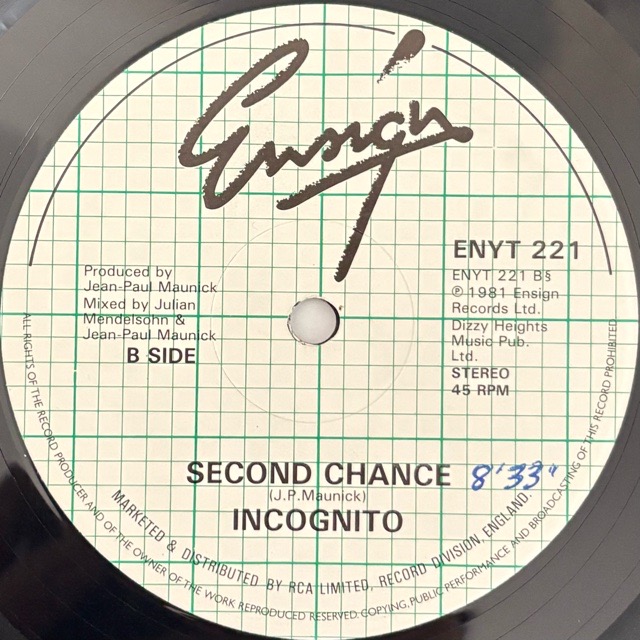 Ensign
ENYT 221
ENYT 221 B§
℗ 1981 Ensign
Records Ltd.
Dizzy Heights
Music Pub.
Ltd.
STEREO
45 RPM
Produced by
Jean-Paul Maunick
Mixed by Julian
Mendelsohn &
Jean-Paul Maunick
B SIDE
SECOND CHANCE 8'33"
(J.P.Maunick)
INCOGNITO
MARKETED & DISTRIBUTED BY RCA LIMITED, RECORD DIVISION, ENGLAND.
ALL RIGHTS OF THE RECORD PRODUCER AND OF THE OWNER OF THE WORK REPRODUCED RESERVED. COPYING, PUBLIC PERFORMANCE AND BROADCASTING OF THIS RECORD PROHIBITED